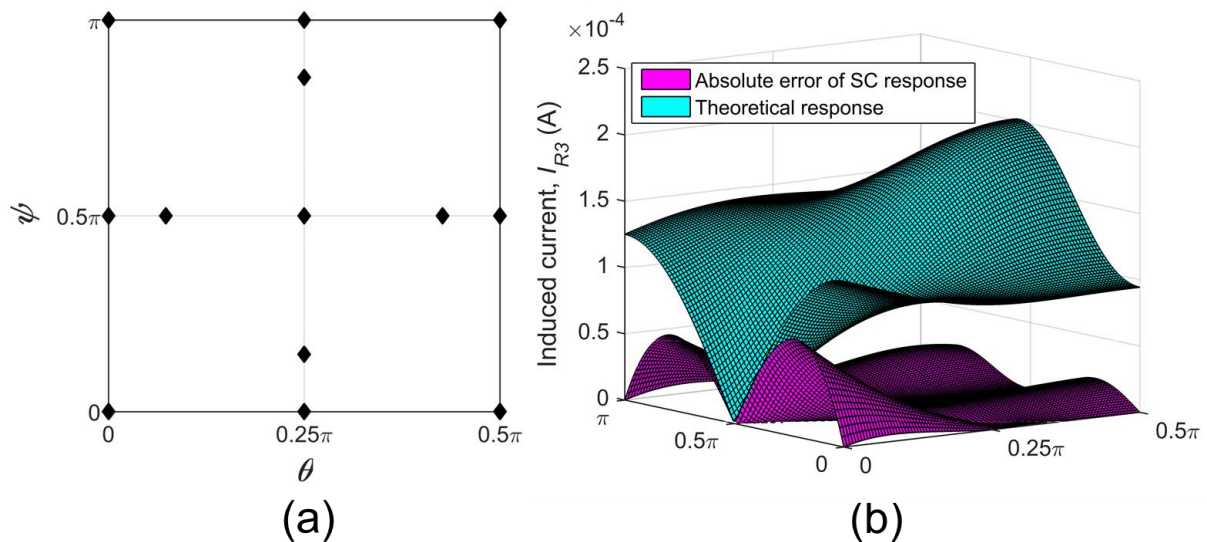 π
0.5π
0
ψ
0
0.25π
0.5π
θ
(a)
×10⁻⁴
2.5
2
1.5
1
0.5
0
Induced current, I_R3 (A)
Absolute error of SC response
Theoretical response
π
0.5π
0
0
0.25π
0.5π
(b)